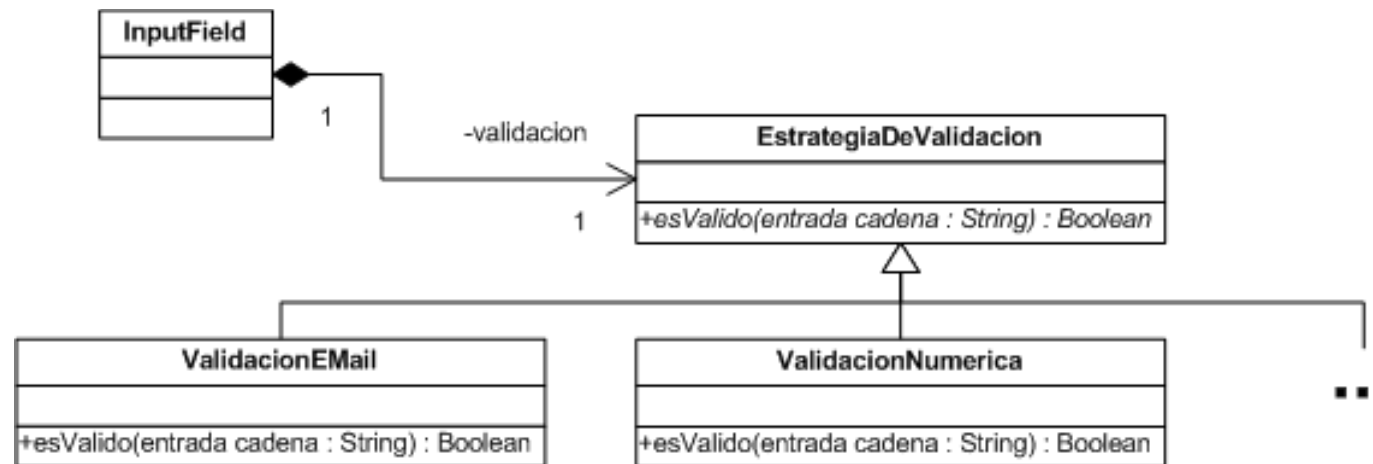 InputField
1
-validacion
EstrategiaDeValidacion
1
+esValido(entrada cadena : String) : Boolean
ValidacionEMail
ValidacionNumerica
+esValido(entrada cadena : String) : Boolean
+esValido(entrada cadena : String) : Boolean